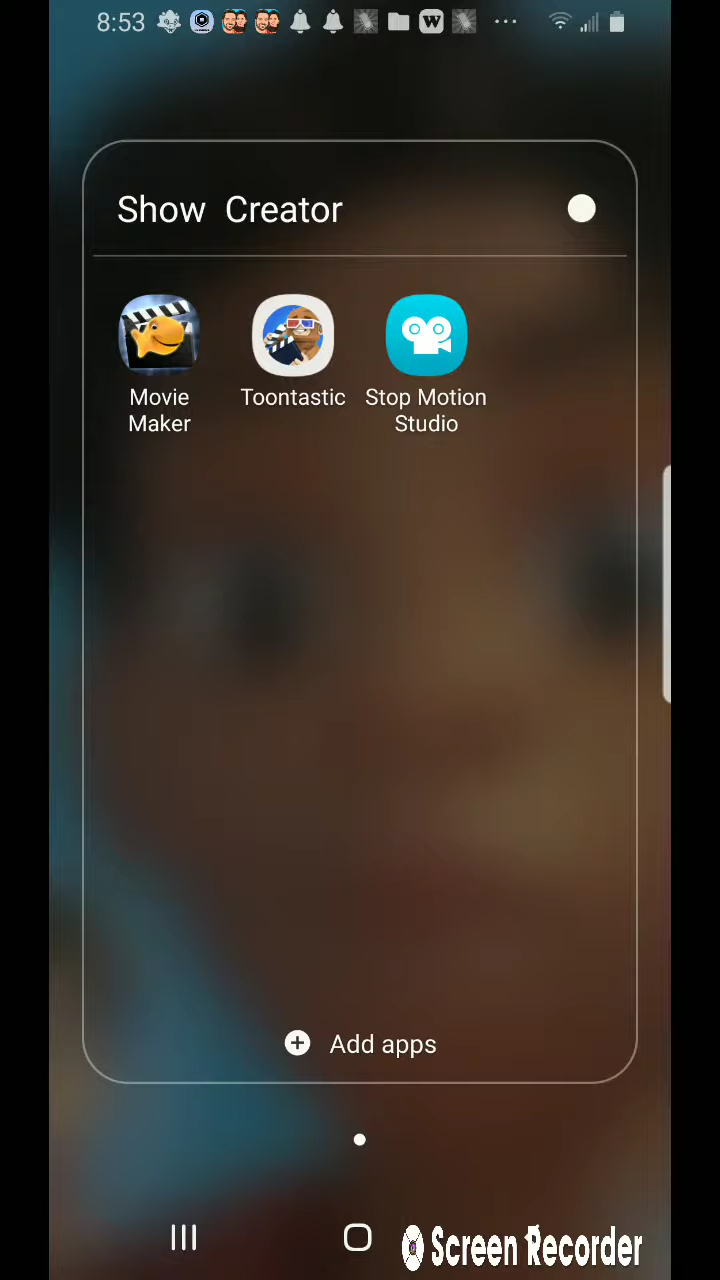 8:53
W
Show Creator
Movie Maker
Toontastic
Stop Motion Studio
Add apps
Screen Recorder